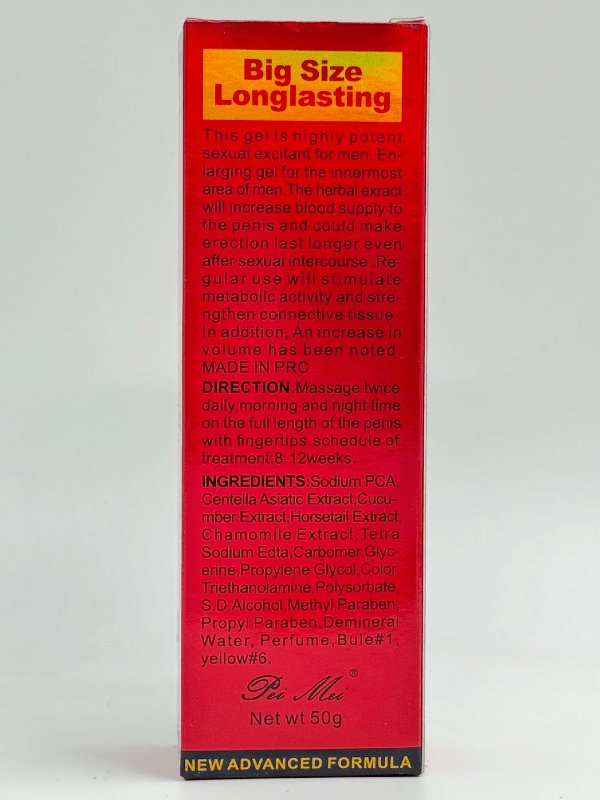 Big Size
Longlasting
This gel is highly potent
sexual excitant for men. En-
larging gel for the innermost
area of men.The herbal exract
will increase blood supply to
the penis and could make
erection last longer even
after sexual intercourse. Re-
gular use will stimulate
metabolic activity and stre-
ngthen connective tissue.
In addition, An increase in
volume has been noted.
MADE IN PRC
DIRECTION:Massage twice
daily,morning and night time
on the full length of the penis
with fingertips schedule of
treatment:8-12weeks.
INGREDIENTS:Sodium PCA,
Centella Asiatic Extract,Cucu-
mber Extract,Horsetail Extract,
Chamomile Extract,Tetra
Sodium Edta,Carbomer,Glyc-
erine,Propylene Glycol,Color,
Triethanolamine,Polysorbate,
S.D.Alcohol,Methyl Paraben,
Propyl Paraben,Demineral
Water, Perfume,Bule#1,
yellow#6.
Pei Mei ®
Net wt 50g
NEW ADVANCED FORMULA